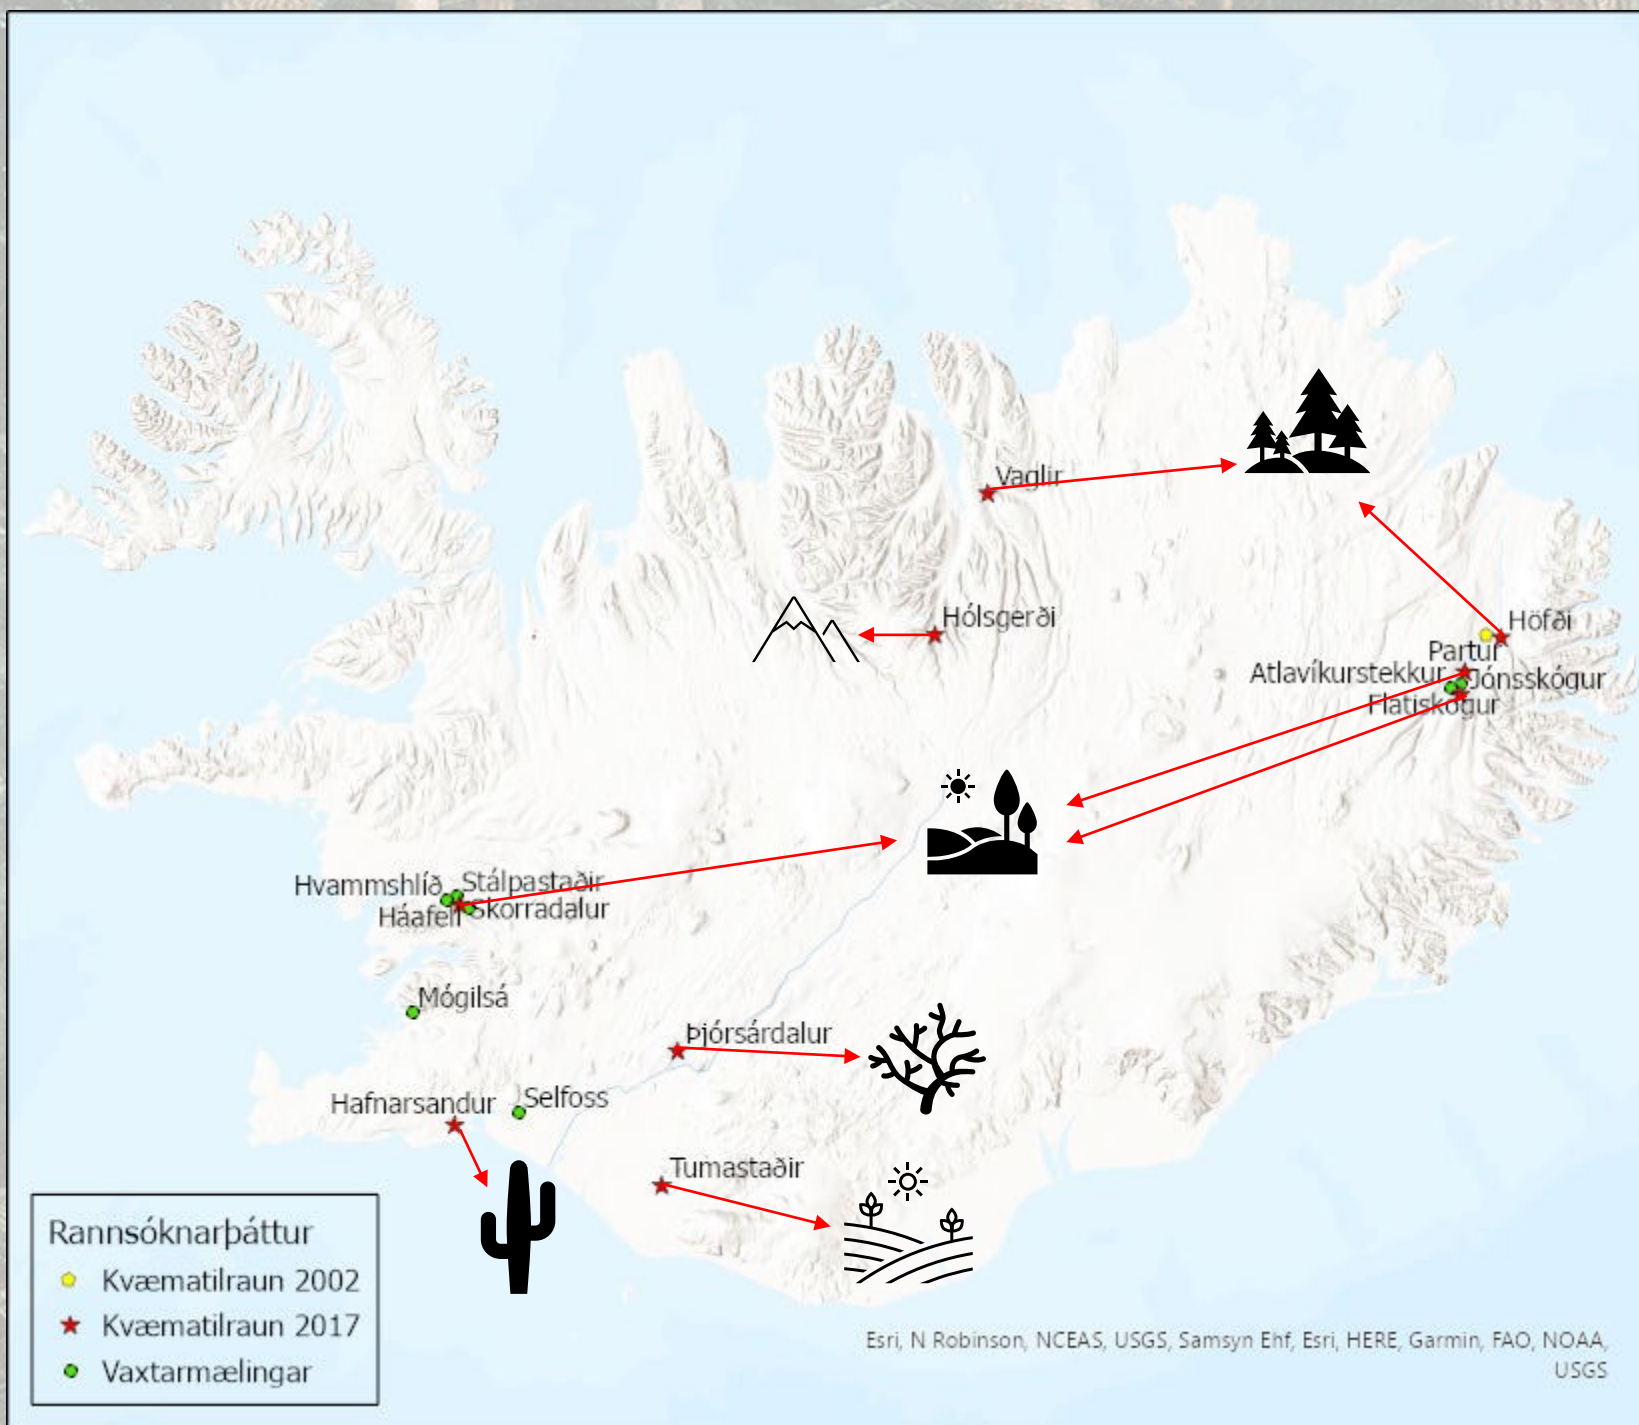 Vaglir
Hólsgerði
Höfði
Partur
Atlavíkurstekkur
Jónsskógur
Flatiskógur
Hvammshlíð
Stálpastaðir
Háafell
Skorradalur
Mógilsá
Þjórsárdalur
Hafnarsandur
Selfoss
Tumastaðir
Rannsóknarþáttur
Kvæmatilraun 2002
Kvæmatilraun 2017
Vaxtarmælingar
Esri, N Robinson, NCEAS, USGS, Samsyn Ehf, Esri, HERE, Garmin, FAO, NOAA,
USGS